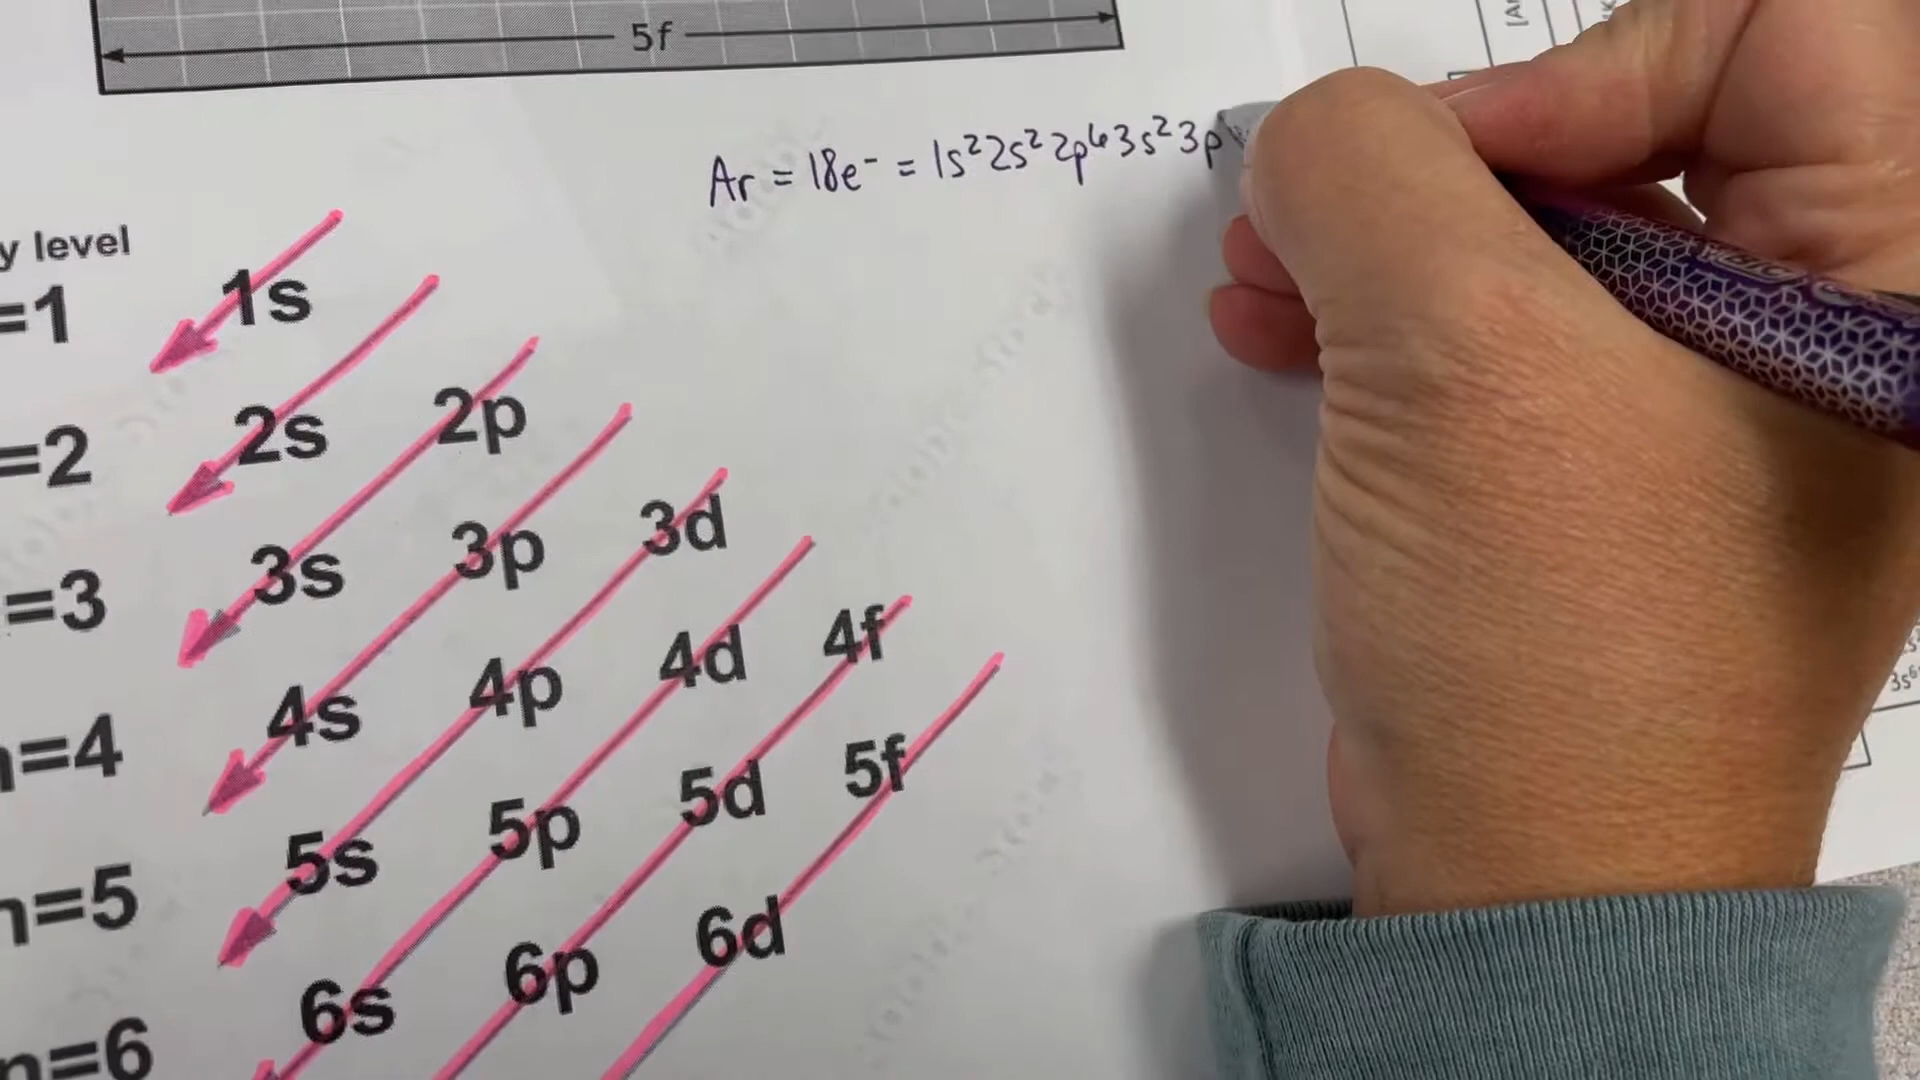 5f
Ar = 18e⁻ = 1s²2s²2p⁶3s²3p
y level
=1 1s
=2 2s 2p
=3 3s 3p 3d
n=4 4s 4p 4d 4f
n=5 5s 5p 5d 5f
n=6 6s 6p 6d
3s⁶